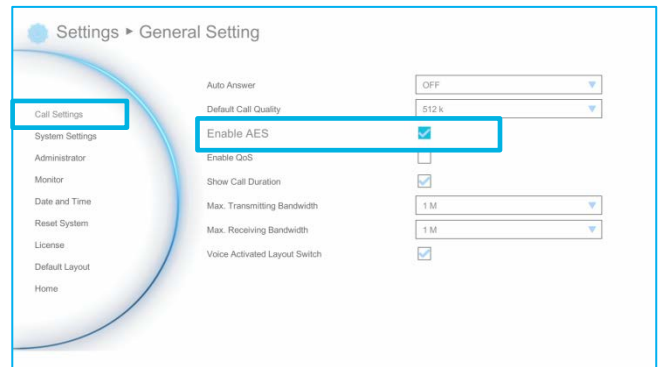 Settings ▸ General Setting
Call Settings
System Settings
Administrator
Monitor
Date and Time
Reset System
License
Default Layout
Home
Auto Answer OFF
Default Call Quality 512 k
Enable AES
Enable QoS
Show Call Duration
Max. Transmitting Bandwidth 1 M
Max. Receiving Bandwidth 1 M
Voice Activated Layout Switch